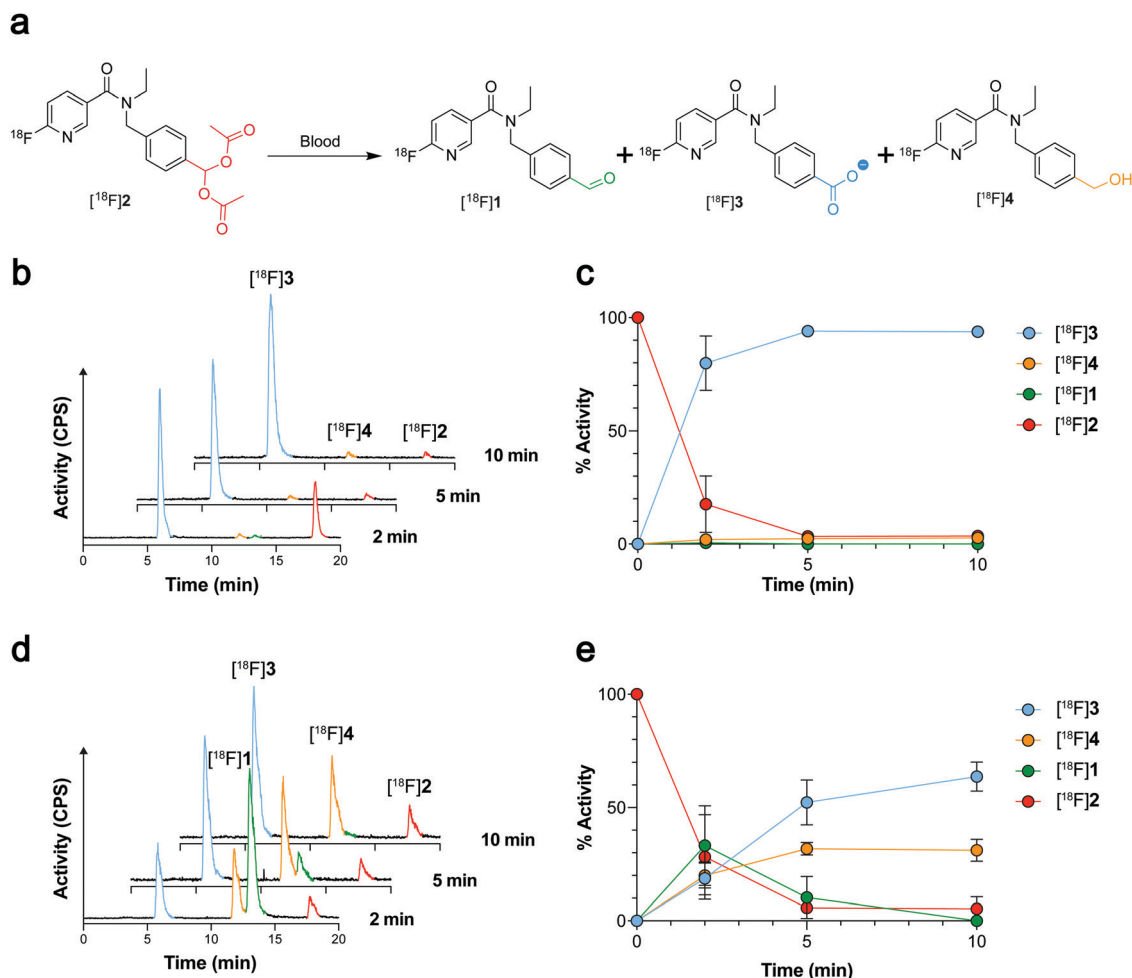 a
O
N
18F
N
O
O
O
O
[18F]2
Blood
O
N
18F
N
O
[18F]1
+
O
N
18F
N
O
O
−
[18F]3
+
O
N
18F
N
OH
[18F]4
b
[18F]3
[18F]4
[18F]2
10 min
5 min
2 min
Activity (CPS)
0 5 10 15 20
Time (min)
c
100
50
0
% Activity
0 5 10
Time (min)
[18F]3
[18F]4
[18F]1
[18F]2
d
[18F]3
[18F]1
[18F]4
[18F]2
10 min
5 min
2 min
Activity (CPS)
0 5 10 15 20
Time (min)
e
100
50
0
% Activity
0 5 10
Time (min)
[18F]3
[18F]4
[18F]1
[18F]2